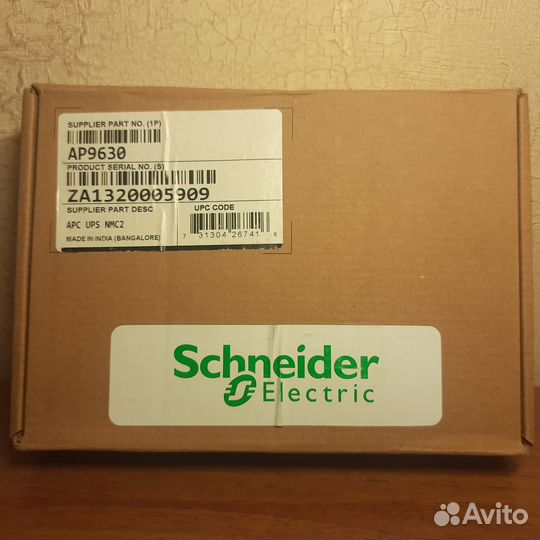 SUPPLIER PART NO. (1P)
AP9630
PRODUCT SERIAL NO. (S)
ZA1320005909
SUPPLIER PART DESC
UPC CODE
APC UPS NMC2
7 31304 26741 6
MADE IN INDIA (BANGALORE)
Schneider
Electric
Avito